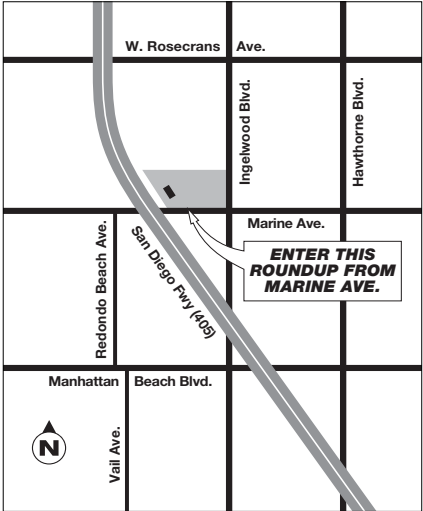 W. Rosecrans Ave.
Ingelwood Blvd.
Hawthorne Blvd.
Marine Ave.
Redondo Beach Ave.
San Diego Fwy (405)
ENTER THIS
ROUNDUP FROM
MARINE AVE.
Manhattan Beach Blvd.
Vail Ave.
N